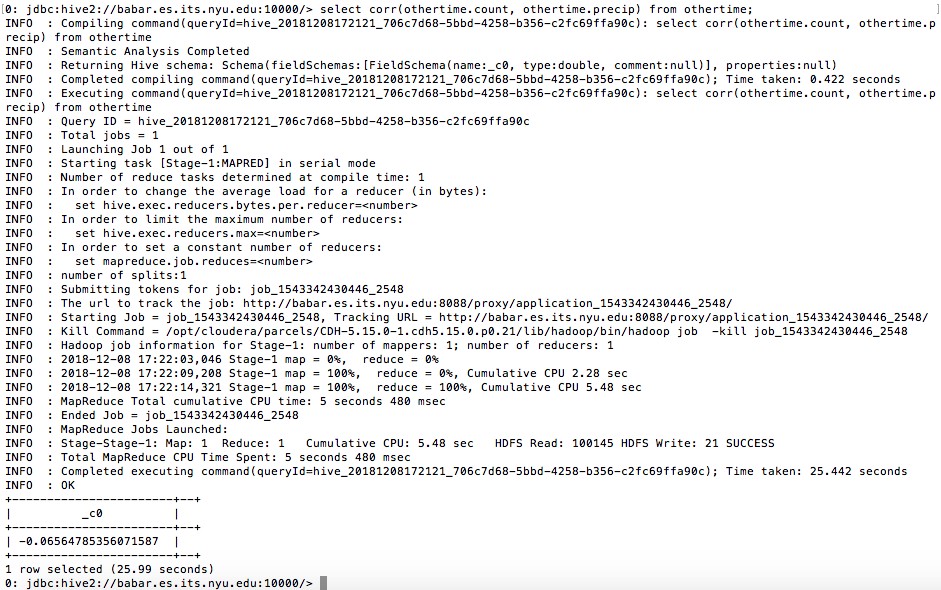 0: jdbc:hive2://babar.es.its.nyu.edu:10000/> select corr(othertime.count, othertime.precip) from othertime;
INFO  : Compiling command(queryId=hive_20181208172121_706c7d68-5bbd-4258-b356-c2fc69ffa90c): select corr(othertime.count, othertime.p
recip) from othertime
INFO  : Semantic Analysis Completed
INFO  : Returning Hive schema: Schema(fieldSchemas:[FieldSchema(name:_c0, type:double, comment:null)], properties:null)
INFO  : Completed compiling command(queryId=hive_20181208172121_706c7d68-5bbd-4258-b356-c2fc69ffa90c); Time taken: 0.422 seconds
INFO  : Executing command(queryId=hive_20181208172121_706c7d68-5bbd-4258-b356-c2fc69ffa90c): select corr(othertime.count, othertime.p
recip) from othertime
INFO  : Query ID = hive_20181208172121_706c7d68-5bbd-4258-b356-c2fc69ffa90c
INFO  : Total jobs = 1
INFO  : Launching Job 1 out of 1
INFO  : Starting task [Stage-1:MAPRED] in serial mode
INFO  : Number of reduce tasks determined at compile time: 1
INFO  : In order to change the average load for a reducer (in bytes):
INFO  :   set hive.exec.reducers.bytes.per.reducer=<number>
INFO  : In order to limit the maximum number of reducers:
INFO  :   set hive.exec.reducers.max=<number>
INFO  : In order to set a constant number of reducers:
INFO  :   set mapreduce.job.reduces=<number>
INFO  : number of splits:1
INFO  : Submitting tokens for job: job_1543342430446_2548
INFO  : The url to track the job: http://babar.es.its.nyu.edu:8088/proxy/application_1543342430446_2548/
INFO  : Starting Job = job_1543342430446_2548, Tracking URL = http://babar.es.its.nyu.edu:8088/proxy/application_1543342430446_2548/
INFO  : Kill Command = /opt/cloudera/parcels/CDH-5.15.0-1.cdh5.15.0.p0.21/lib/hadoop/bin/hadoop job  -kill job_1543342430446_2548
INFO  : Hadoop job information for Stage-1: number of mappers: 1; number of reducers: 1
INFO  : 2018-12-08 17:22:03,046 Stage-1 map = 0%,  reduce = 0%
INFO  : 2018-12-08 17:22:09,208 Stage-1 map = 100%,  reduce = 0%, Cumulative CPU 2.28 sec
INFO  : 2018-12-08 17:22:14,321 Stage-1 map = 100%,  reduce = 100%, Cumulative CPU 5.48 sec
INFO  : MapReduce Total cumulative CPU time: 5 seconds 480 msec
INFO  : Ended Job = job_1543342430446_2548
INFO  : MapReduce Jobs Launched:
INFO  : Stage-Stage-1: Map: 1  Reduce: 1   Cumulative CPU: 5.48 sec   HDFS Read: 100145 HDFS Write: 21 SUCCESS
INFO  : Total MapReduce CPU Time Spent: 5 seconds 480 msec
INFO  : Completed executing command(queryId=hive_20181208172121_706c7d68-5bbd-4258-b356-c2fc69ffa90c); Time taken: 25.442 seconds
INFO  : OK
+-----------------------+--+
|          _c0          |
+-----------------------+--+
| -0.06564785356071587  |
+-----------------------+--+
1 row selected (25.99 seconds)
0: jdbc:hive2://babar.es.its.nyu.edu:10000/>